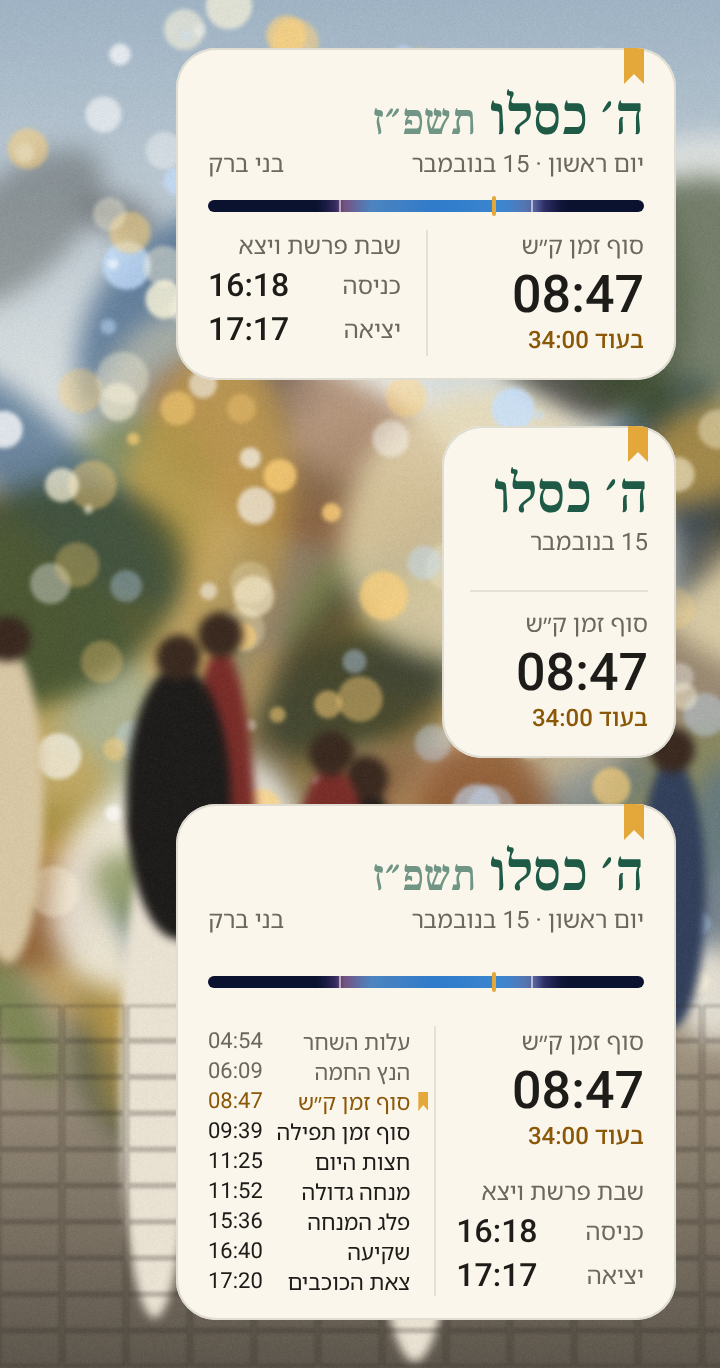 ה׳ כסלו תשפ״ז
יום ראשון · 15 בנובמבר
בני ברק
סוף זמן ק״ש
08:47
בעוד 34:00
שבת פרשת ויצא
כניסה 16:18
יציאה 17:17
ה׳ כסלו
15 בנובמבר
סוף זמן ק״ש
08:47
בעוד 34:00
ה׳ כסלו תשפ״ז
יום ראשון · 15 בנובמבר
בני ברק
סוף זמן ק״ש
08:47
בעוד 34:00
שבת פרשת ויצא
כניסה 16:18
יציאה 17:17
עלות השחר 04:54
הנץ החמה 06:09
סוף זמן ק״ש 08:47
סוף זמן תפילה 09:39
חצות היום 11:25
מנחה גדולה 11:52
פלג המנחה 15:36
שקיעה 16:40
צאת הכוכבים 17:20